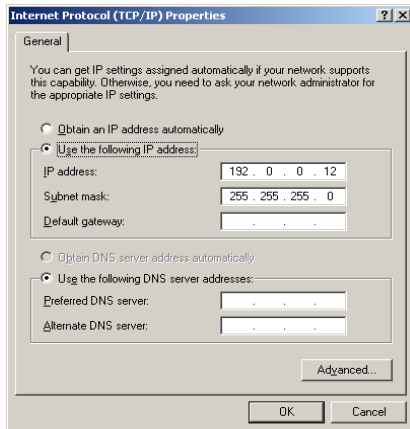 Internet Protocol (TCP/IP) Properties
General
You can get IP settings assigned automatically if your network supports
this capability. Otherwise, you need to ask your network administrator for
the appropriate IP settings.
Obtain an IP address automatically
Use the following IP address:
IP address: 192 . 0 . 0 . 12
Subnet mask: 255 . 255 . 255 . 0
Default gateway: . . .
Obtain DNS server address automatically
Use the following DNS server addresses:
Preferred DNS server: . . .
Alternate DNS server: . . .
Advanced...
OK Cancel